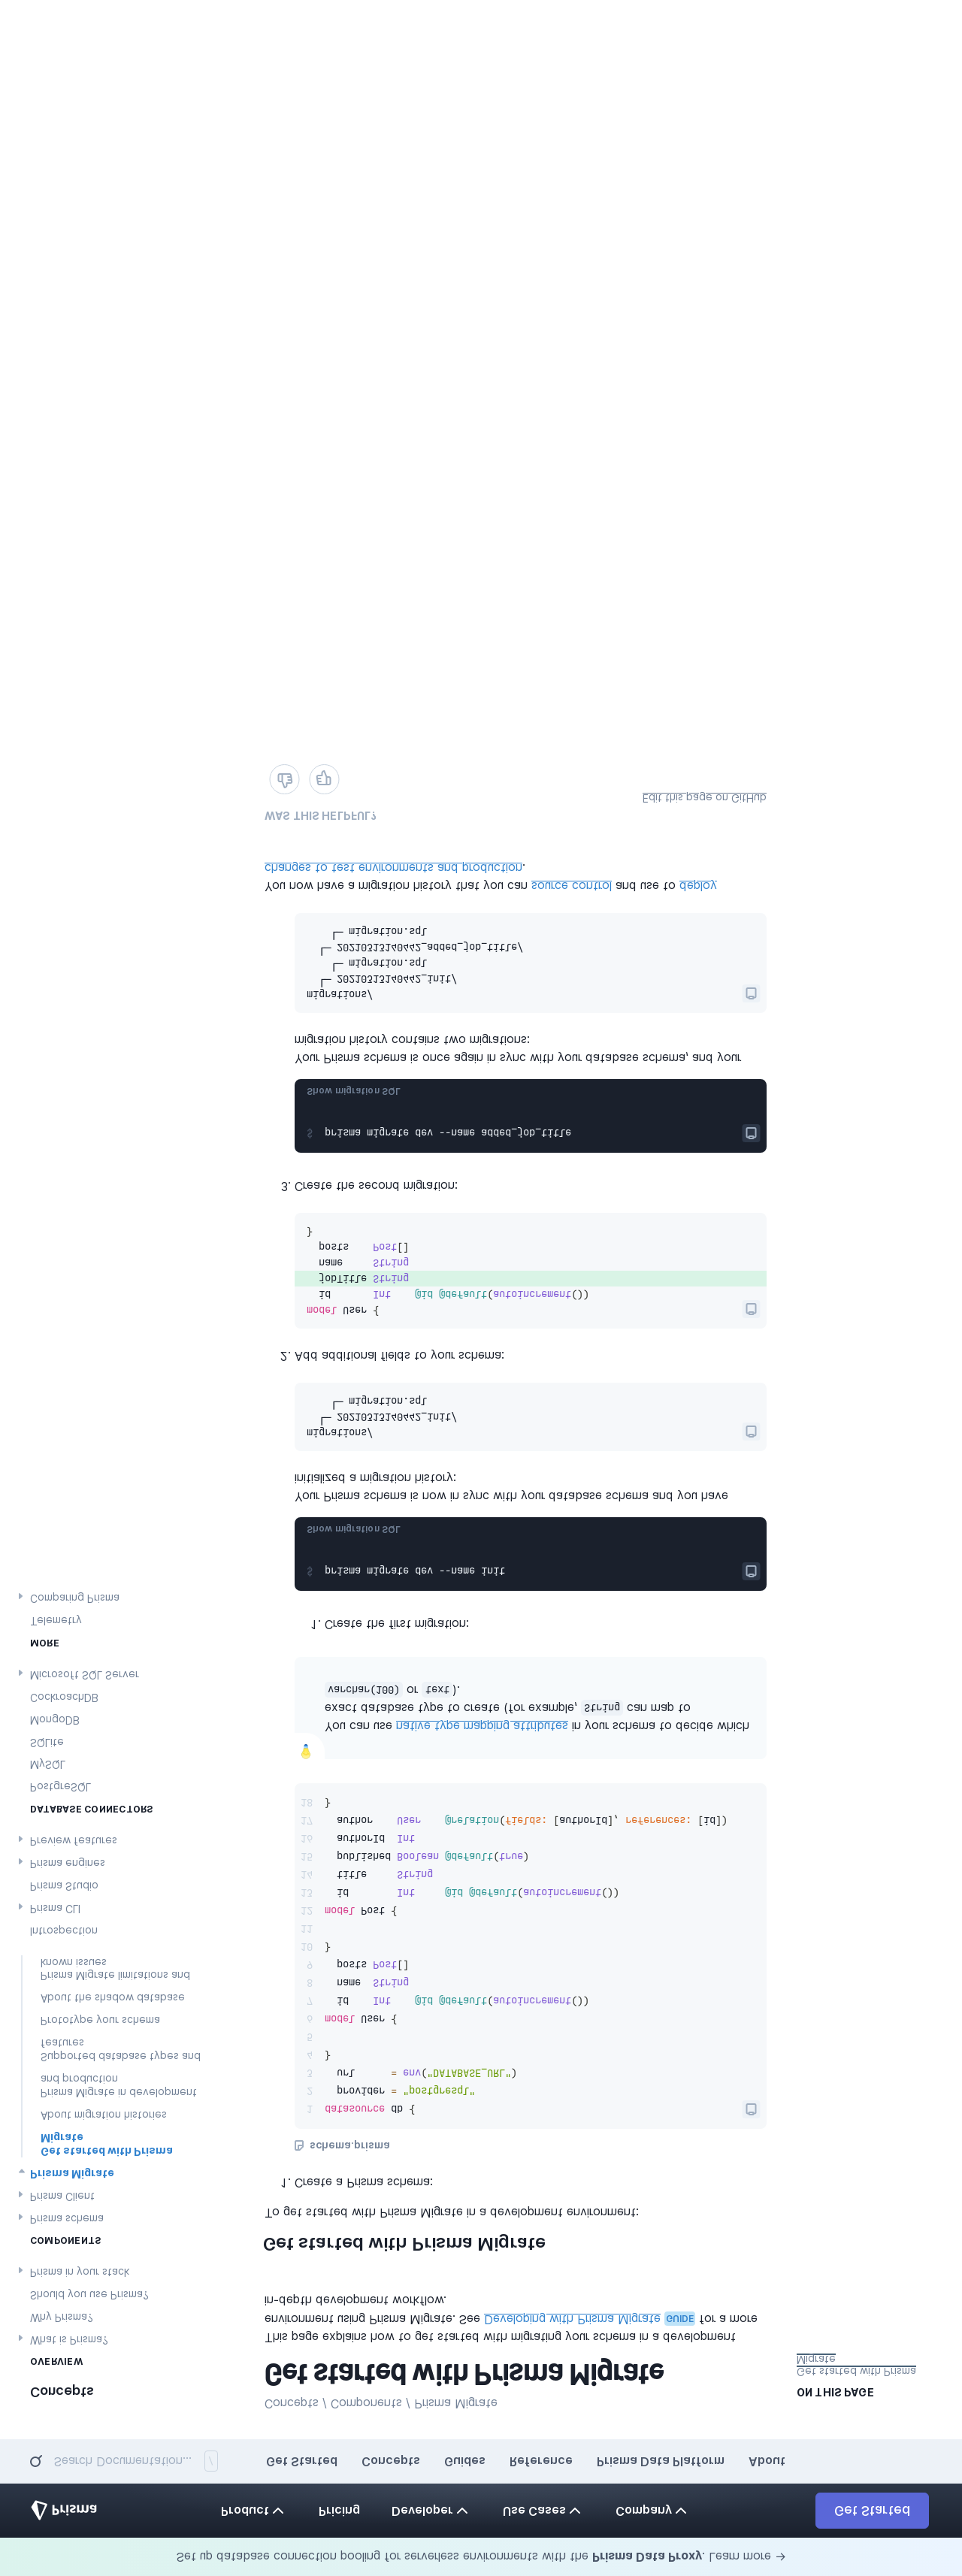 Set up database connection pooling for serverless environments with the Prisma Data Proxy. Learn more →
Prisma
Product
Pricing
Developer
Use Cases
Company
Get Started
Search Documentation... /
Get Started
Concepts
Guides
Reference
Prisma Data Platform
About
Concepts
OVERVIEW
What is Prisma?
Why Prisma?
Should you use Prisma?
Prisma in your stack
COMPONENTS
Prisma schema
Prisma Client
Prisma Migrate
Get started with Prisma
Migrate
About migration histories
Prisma Migrate in development
and production
Supported database types and
features
Prototype your schema
About the shadow database
Prisma Migrate limitations and
known issues
Introspection
Prisma CLI
Prisma Studio
Prisma engines
Preview features
DATABASE CONNECTORS
PostgreSQL
MySQL
SQLite
MongoDB
CockroachDB
Microsoft SQL Server
MORE
Telemetry
Comparing Prisma
Concepts / Components / Prisma Migrate
Get started with Prisma Migrate
This page explains how to get started with migrating your schema in a development
environment using Prisma Migrate. See Developing with Prisma Migrate GUIDE for a more
in-depth development workflow.
Get started with Prisma Migrate
To get started with Prisma Migrate in a development environment:
1. Create a Prisma schema:
schema.prisma
1 datasource db {
2   provider = "postgresql"
3   url      = env("DATABASE_URL")
4 }
5
6 model User {
7   id    Int    @id @default(autoincrement())
8   name  String
9   posts Post[]
10 }
11
12 model Post {
13   id        Int     @id @default(autoincrement())
14   title     String
15   published Boolean @default(true)
16   authorId  Int
17   author    User    @relation(fields: [authorId], references: [id])
18 }
You can use native type mapping attributes in your schema to decide which
exact database type to create (for example, String can map to
varchar(100) or text).
1. Create the first migration:
$ prisma migrate dev --name init
Show migration SQL
Your Prisma schema is now in sync with your database schema and you have
initialized a migration history:
migrations/
  └─ 20210313140442_init/
    └─ migration.sql
2. Add additional fields to your schema:
model User {
  id       Int    @id @default(autoincrement())
  jobTitle String
  name     String
  posts    Post[]
}
3. Create the second migration:
$ prisma migrate dev --name added_job_title
Show migration SQL
Your Prisma schema is once again in sync with your database schema, and your
migration history contains two migrations:
migrations/
  └─ 20210313140442_init/
    └─ migration.sql
  └─ 20210313140442_added_job_title/
    └─ migration.sql
You now have a migration history that you can source control and use to deploy
changes to test environments and production.
WAS THIS HELPFUL?
Edit this page on GitHub
ON THIS PAGE
Get started with Prisma
Migrate